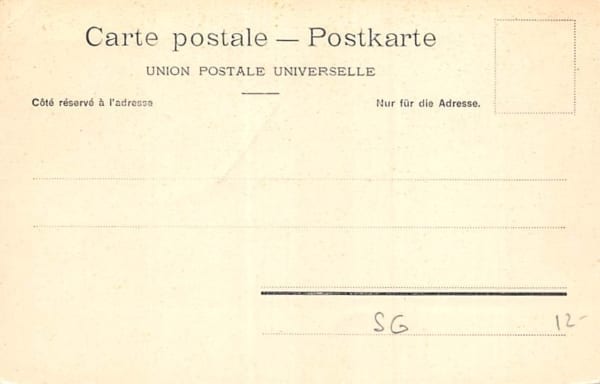 Carte postale — Postkarte
UNION POSTALE UNIVERSELLE
Côté réservé à l'adresse Nur für die Adresse.
SG 12-